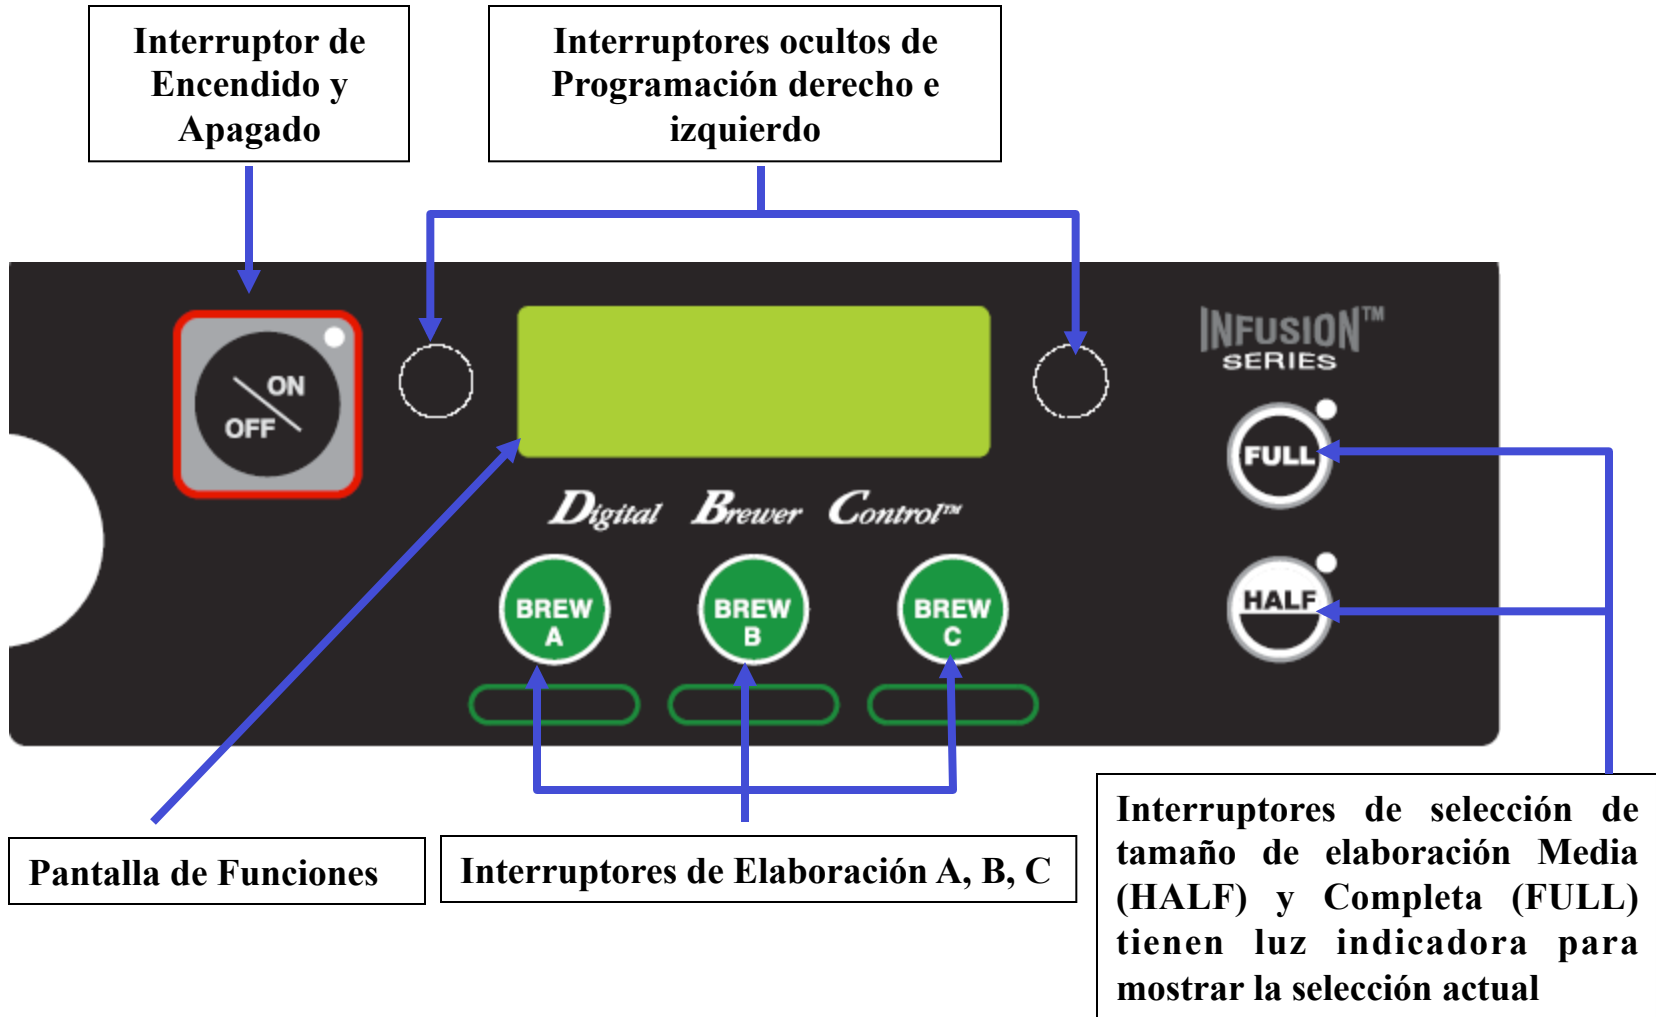 Interruptor de
Encendido y
Apagado
Interruptores ocultos de
Programación derecho e
izquierdo
ON
OFF
INFUSION™
SERIES
FULL
HALF
Digital Brewer Control™
BREW
A
BREW
B
BREW
C
Pantalla de Funciones
Interruptores de Elaboración A, B, C
Interruptores de selección de
tamaño de elaboración Media
(HALF) y Completa (FULL)
tienen luz indicadora para
mostrar la selección actual